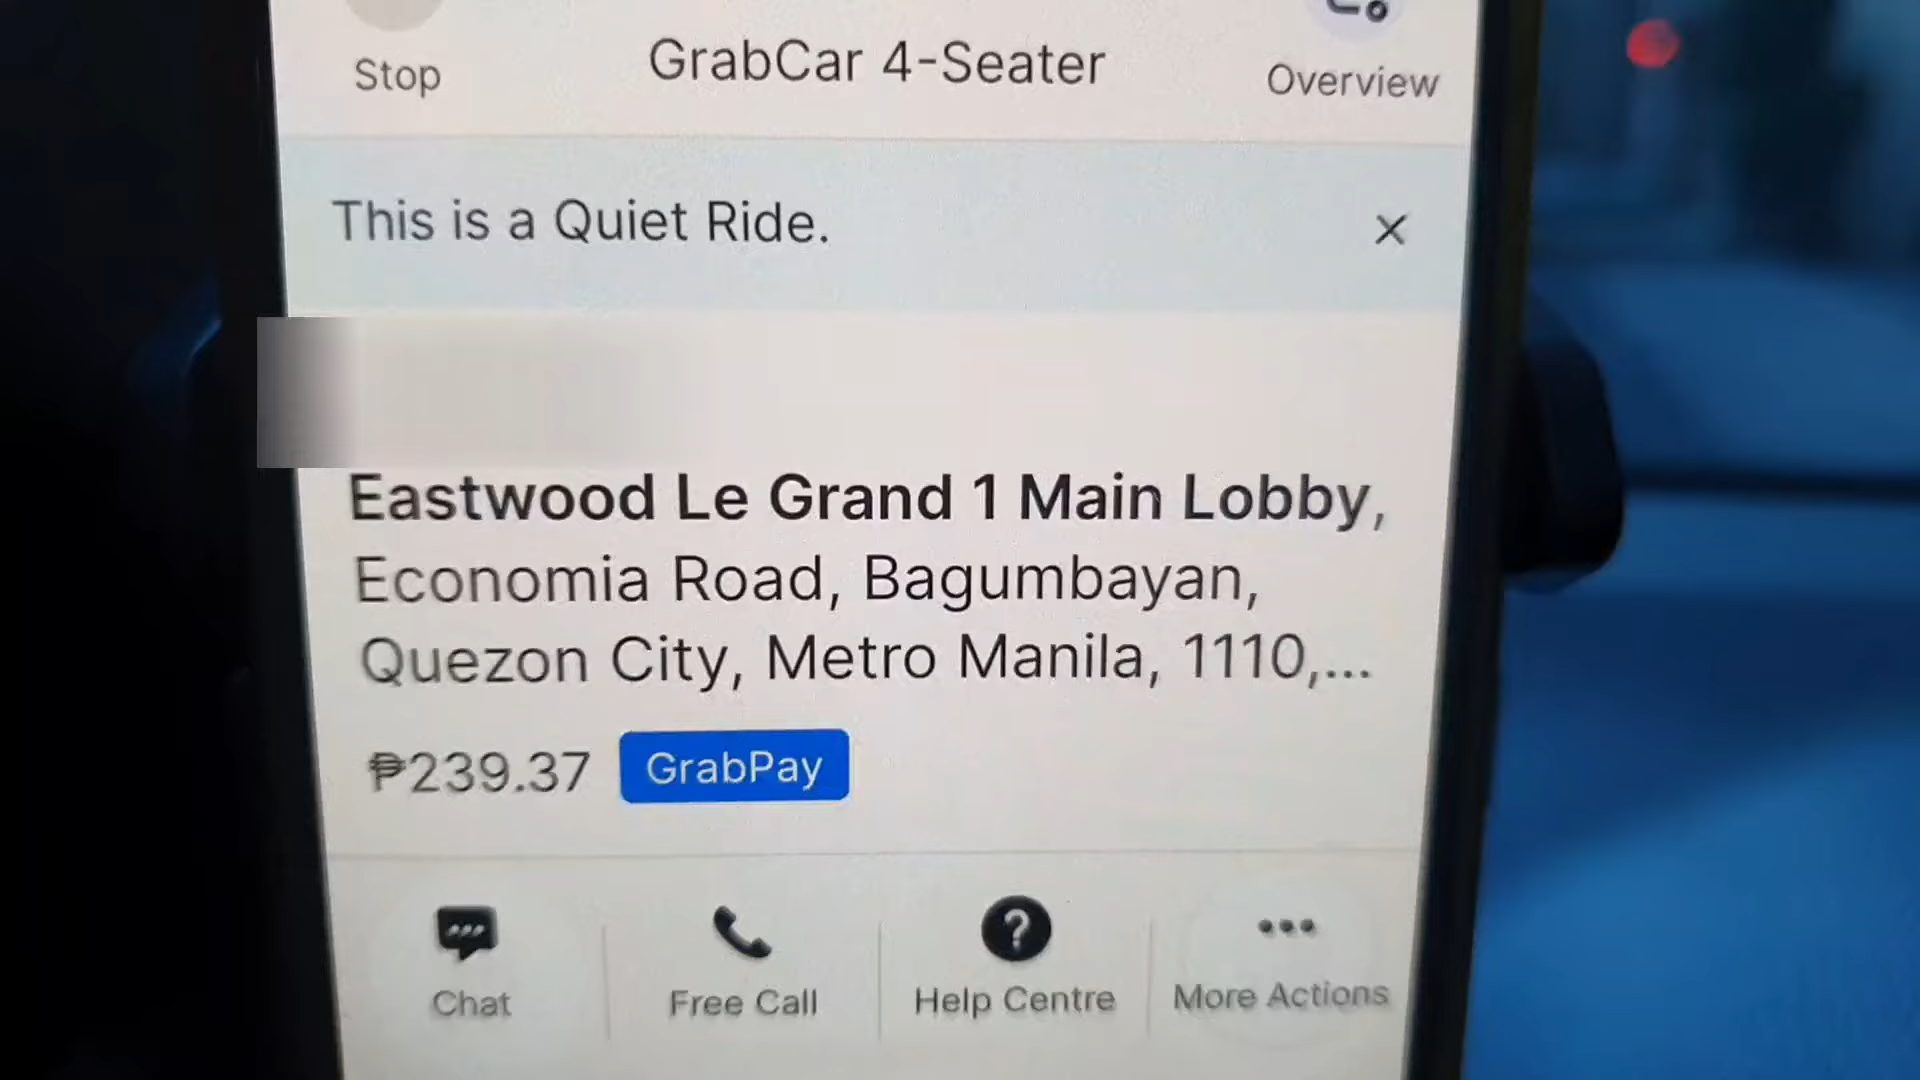 Stop
GrabCar 4-Seater
Overview
This is a Quiet Ride.
Eastwood Le Grand 1 Main Lobby,
Economia Road, Bagumbayan,
Quezon City, Metro Manila, 1110,...
₱239.37 GrabPay
Chat
Free Call
Help Centre
More Actions